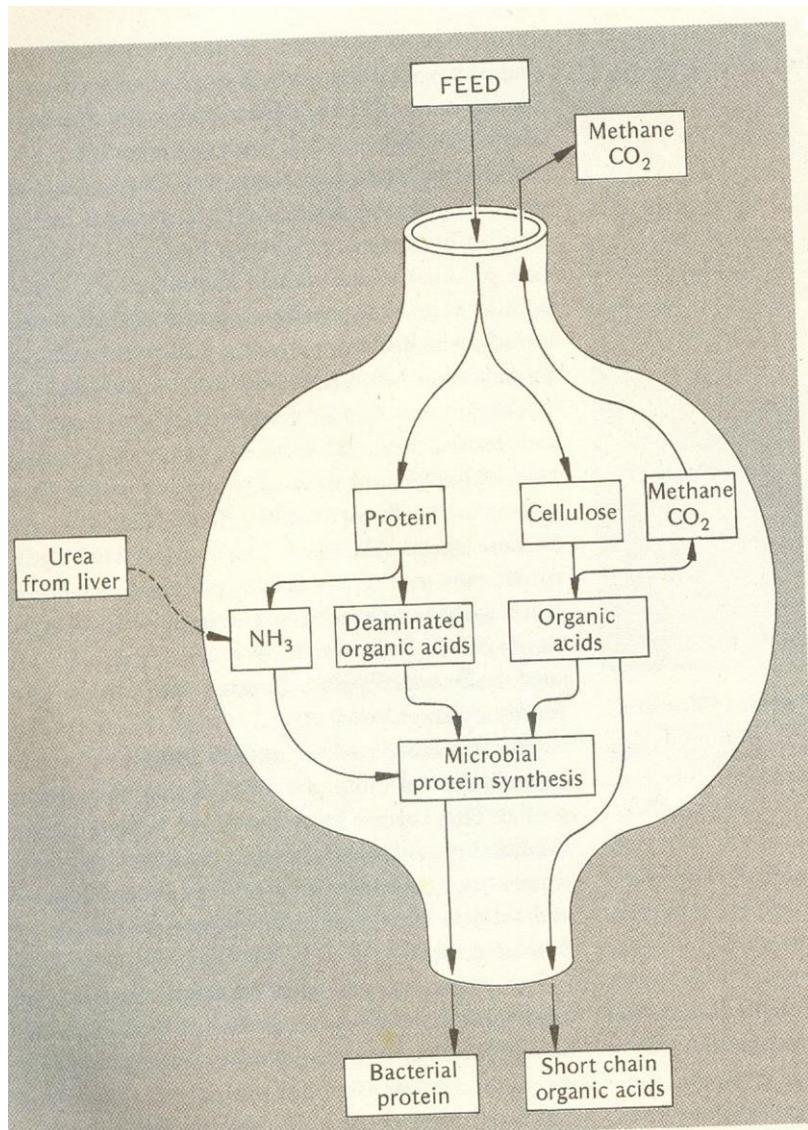 FEED
Methane
CO₂
Protein
Cellulose
Methane
CO₂
Urea
from liver
NH₃
Deaminated
organic acids
Organic
acids
Microbial
protein synthesis
Bacterial
protein
Short chain
organic acids